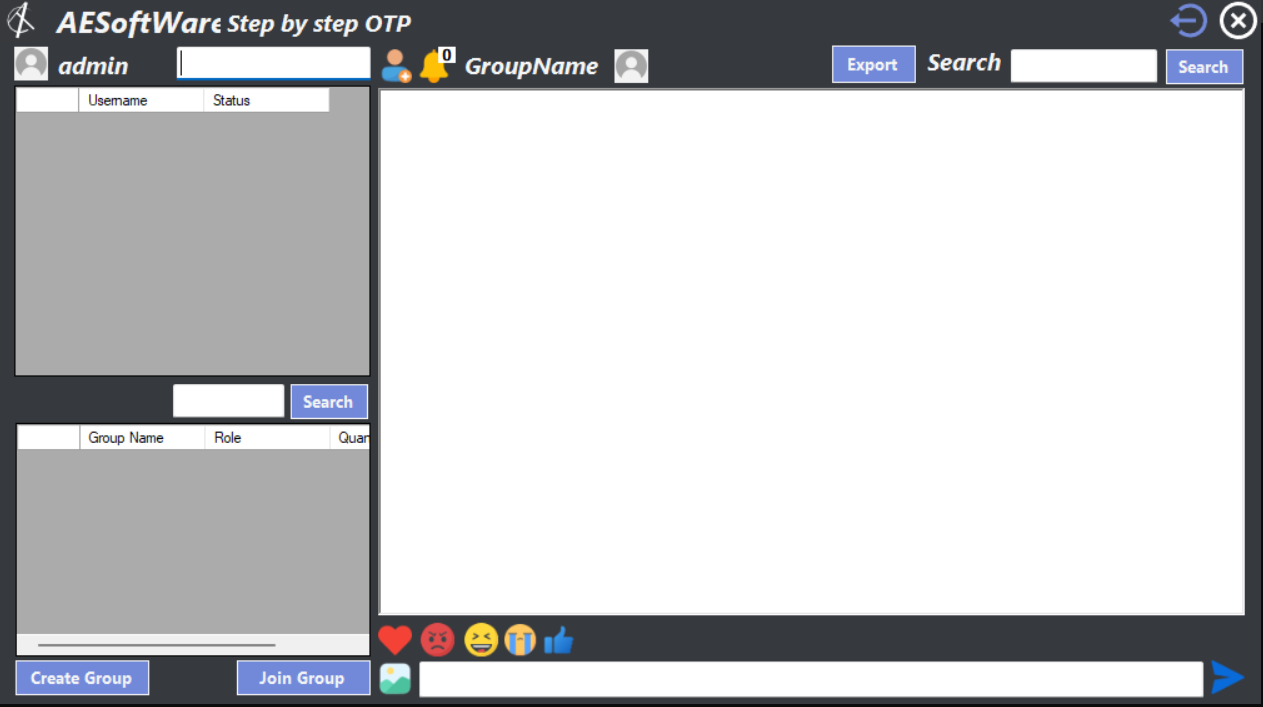 AESoftWare Step by step OTP
admin 0 GroupName Export Search Search
Username Status
Search
Group Name Role Quan
Create Group Join Group